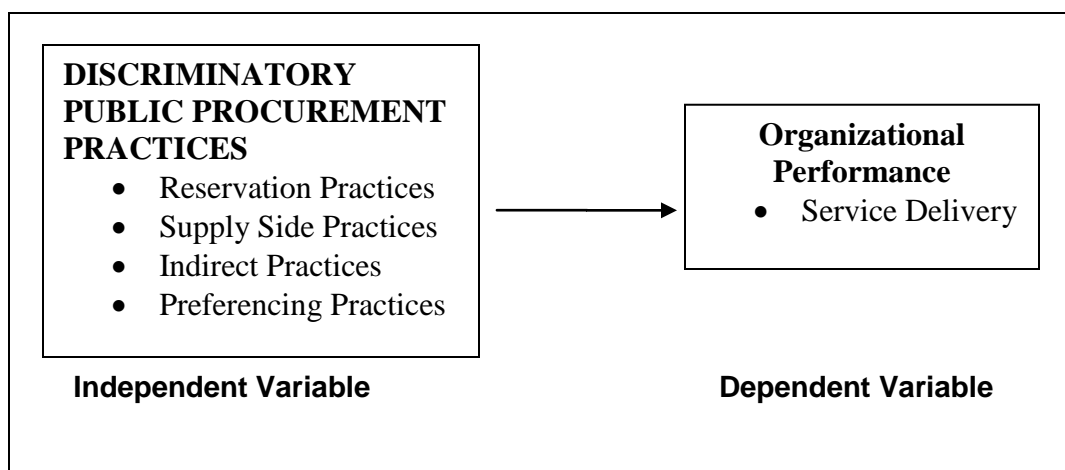 DISCRIMINATORY
PUBLIC PROCUREMENT
PRACTICES
• Reservation Practices
• Supply Side Practices
• Indirect Practices
• Preferencing Practices
Independent Variable
Organizational
Performance
• Service Delivery
Dependent Variable